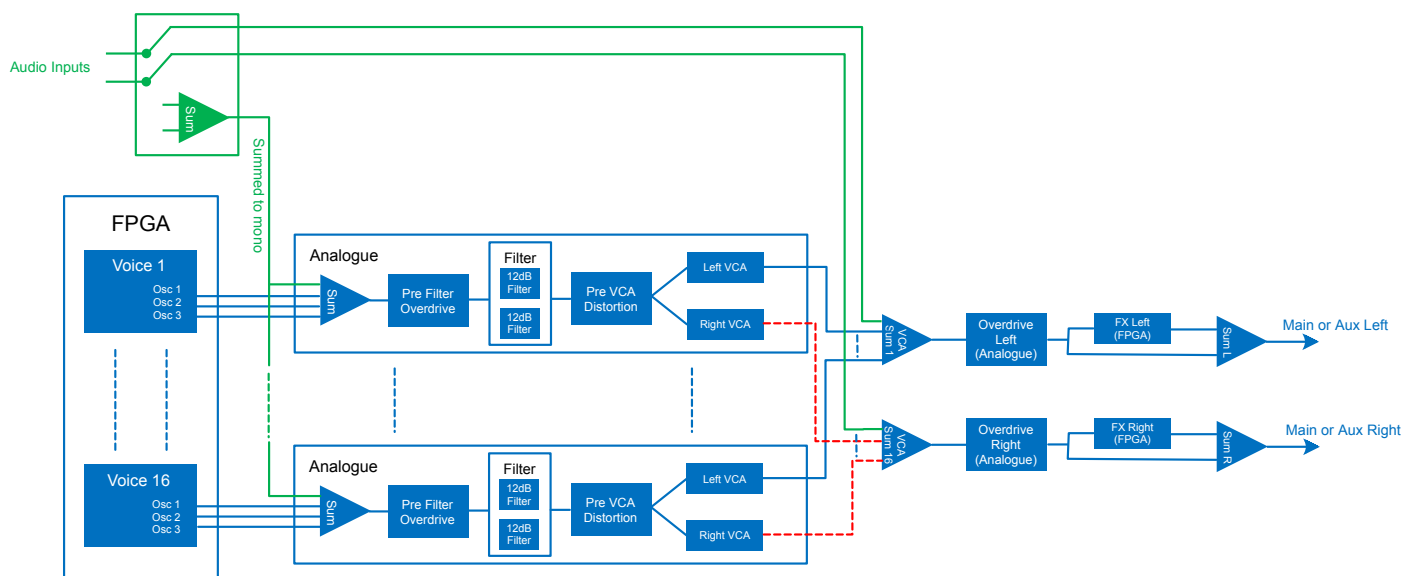 Audio Inputs
Sum
Summed to mono
FPGA
Voice 1
Osc 1
Osc 2
Osc 3
Analogue
Sum
Pre Filter
Overdrive
Filter
12dB
Filter
12dB
Filter
Pre VCA
Distortion
Left VCA
Right VCA
VCA
Sum 1
Overdrive
Left
(Analogue)
FX Left
(FPGA)
Sum L
Main or Aux Left
VCA
Sum 16
Overdrive
Right
(Analogue)
FX Right
(FPGA)
Sum R
Main or Aux Right
Voice 16
Osc 1
Osc 2
Osc 3
Analogue
Sum
Pre Filter
Overdrive
Filter
12dB
Filter
12dB
Filter
Pre VCA
Distortion
Left VCA
Right VCA